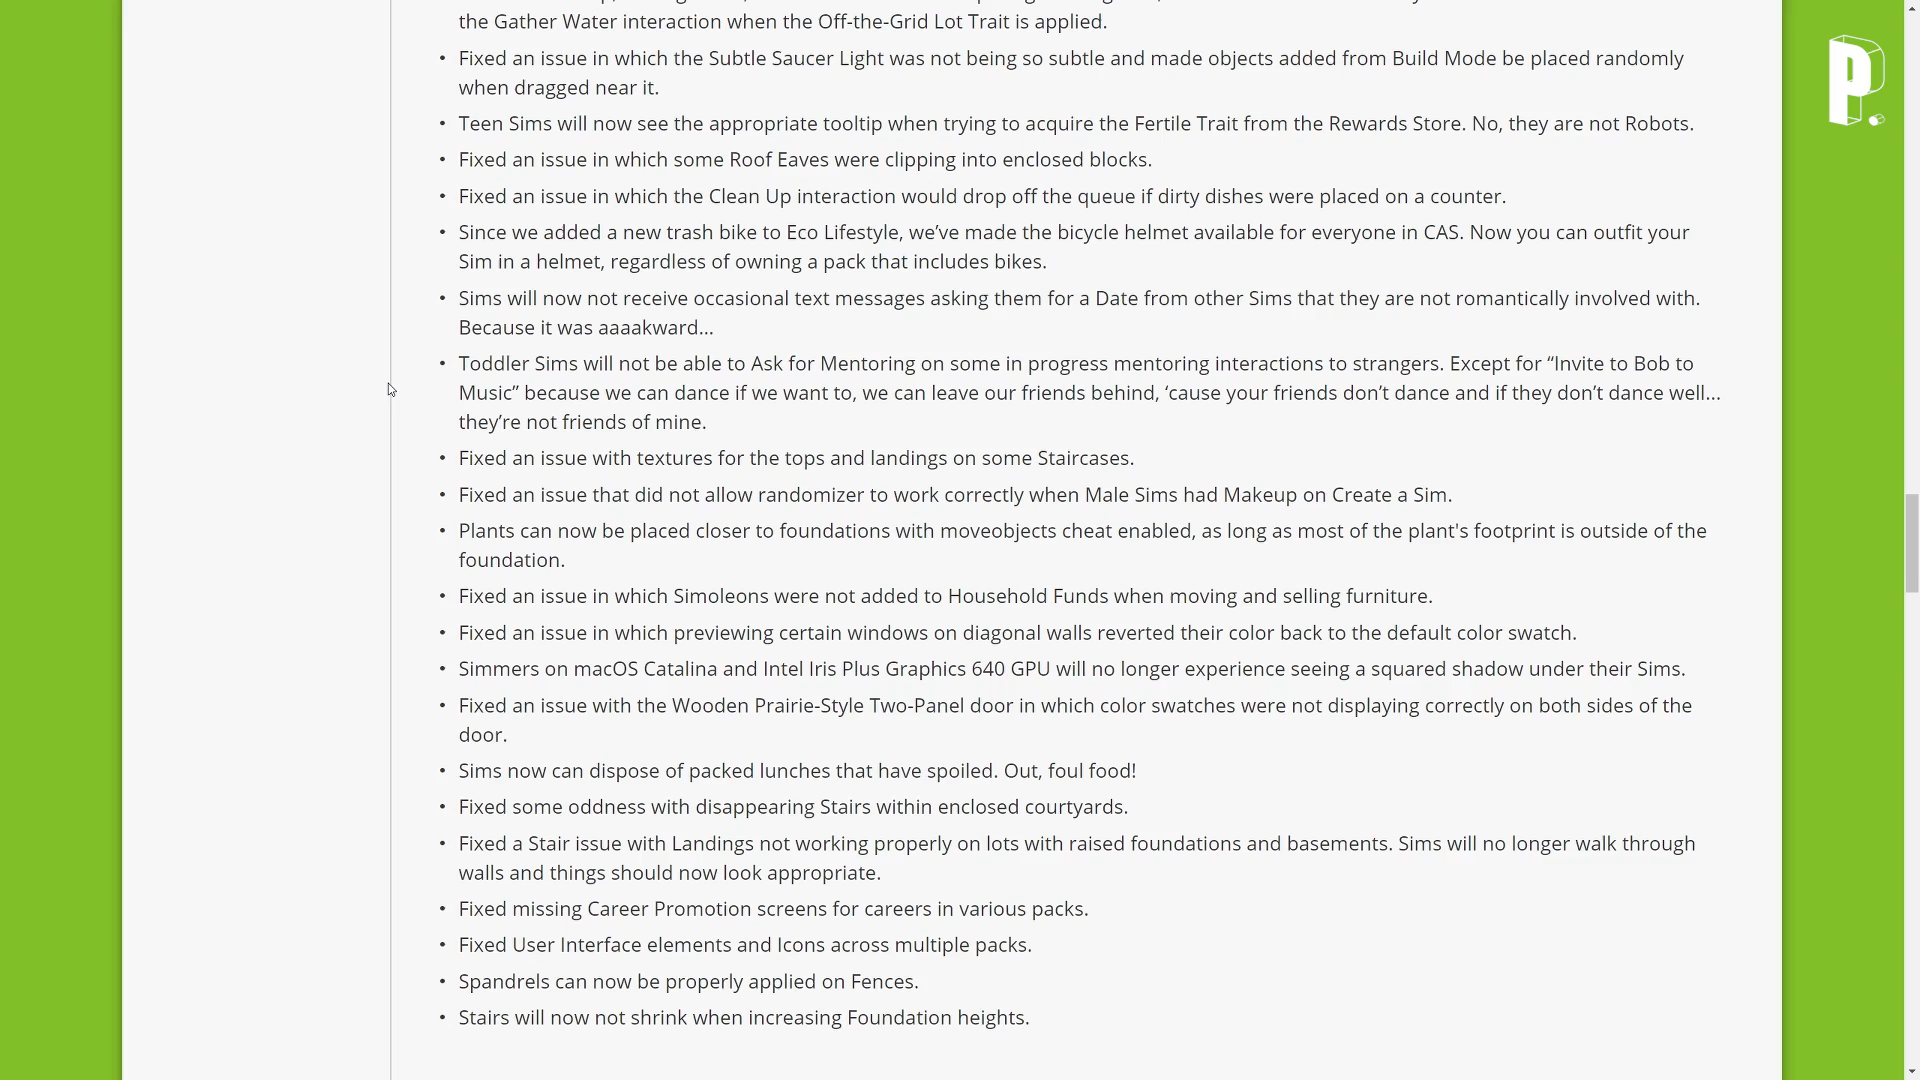 the Gather Water interaction when the Off-the-Grid Lot Trait is applied.
• Fixed an issue in which the Subtle Saucer Light was not being so subtle and made objects added from Build Mode be placed randomly
when dragged near it.
• Teen Sims will now see the appropriate tooltip when trying to acquire the Fertile Trait from the Rewards Store. No, they are not Robots.
• Fixed an issue in which some Roof Eaves were clipping into enclosed blocks.
• Fixed an issue in which the Clean Up interaction would drop off the queue if dirty dishes were placed on a counter.
• Since we added a new trash bike to Eco Lifestyle, we’ve made the bicycle helmet available for everyone in CAS. Now you can outfit your
Sim in a helmet, regardless of owning a pack that includes bikes.
• Sims will now not receive occasional text messages asking them for a Date from other Sims that they are not romantically involved with.
Because it was aaaakward…
• Toddler Sims will not be able to Ask for Mentoring on some in progress mentoring interactions to strangers. Except for “Invite to Bob to
Music” because we can dance if we want to, we can leave our friends behind, ‘cause your friends don’t dance and if they don’t dance well…
they’re not friends of mine.
• Fixed an issue with textures for the tops and landings on some Staircases.
• Fixed an issue that did not allow randomizer to work correctly when Male Sims had Makeup on Create a Sim.
• Plants can now be placed closer to foundations with moveobjects cheat enabled, as long as most of the plant's footprint is outside of the
foundation.
• Fixed an issue in which Simoleons were not added to Household Funds when moving and selling furniture.
• Fixed an issue in which previewing certain windows on diagonal walls reverted their color back to the default color swatch.
• Simmers on macOS Catalina and Intel Iris Plus Graphics 640 GPU will no longer experience seeing a squared shadow under their Sims.
• Fixed an issue with the Wooden Prairie-Style Two-Panel door in which color swatches were not displaying correctly on both sides of the
door.
• Sims now can dispose of packed lunches that have spoiled. Out, foul food!
• Fixed some oddness with disappearing Stairs within enclosed courtyards.
• Fixed a Stair issue with Landings not working properly on lots with raised foundations and basements. Sims will no longer walk through
walls and things should now look appropriate.
• Fixed missing Career Promotion screens for careers in various packs.
• Fixed User Interface elements and Icons across multiple packs.
• Spandrels can now be properly applied on Fences.
• Stairs will now not shrink when increasing Foundation heights.
P.